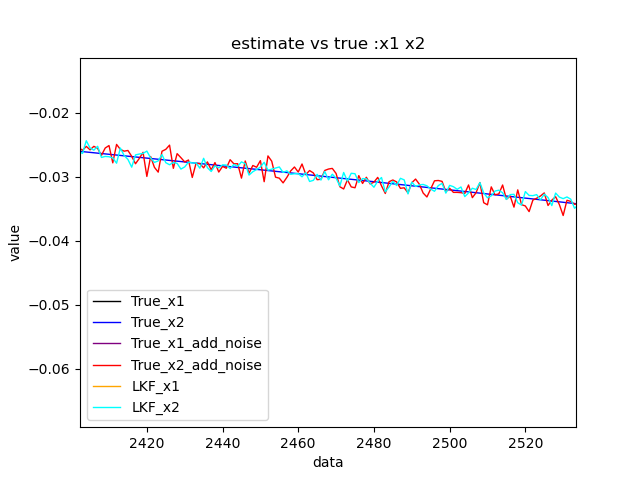 estimate vs true :x1 x2
value
−0.02
−0.03
−0.04
−0.05
−0.06
True_x1
True_x2
True_x1_add_noise
True_x2_add_noise
LKF_x1
LKF_x2
2420 2440 2460 2480 2500 2520
data